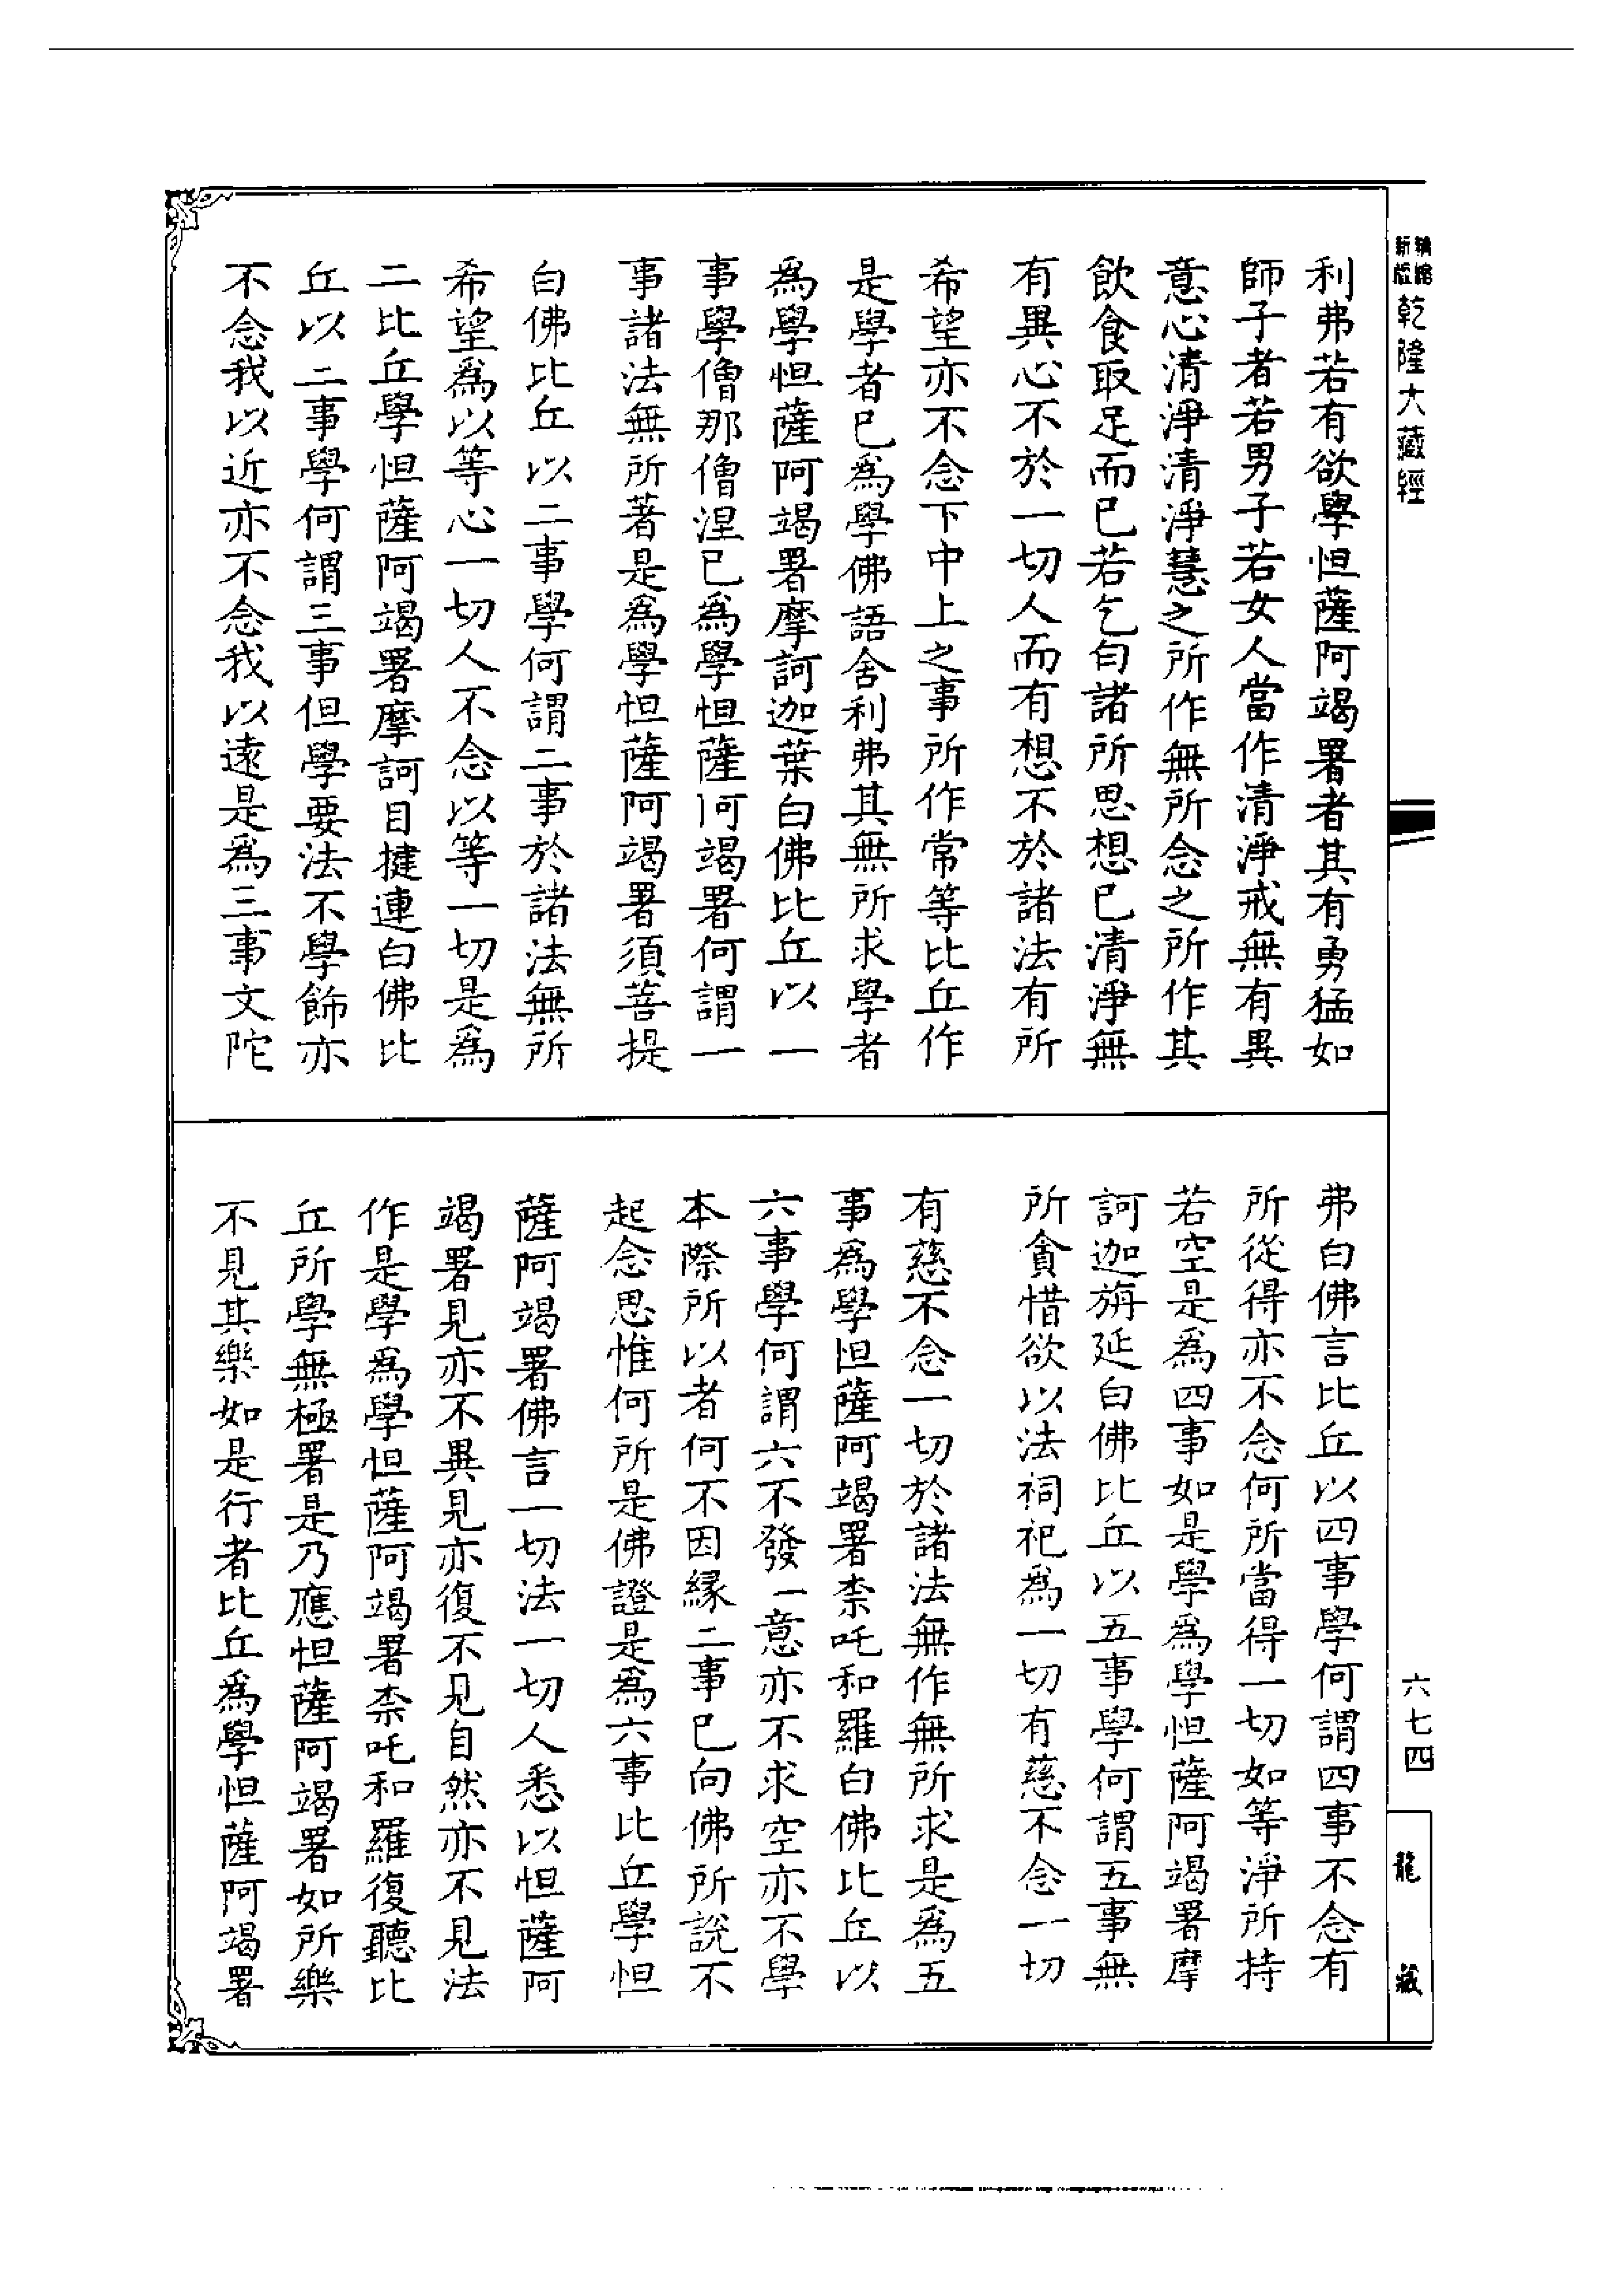 新版精縮乾隆大藏經
利弗若有欲學怛薩阿竭署者其有勇猛如
師子者若男子若女人當作清淨戒無有異
意心清淨清淨慧之所作無所念之所作其
飲食取足而已若乞匄諸所思想已清淨無
有異心不於一切人而有想不於諸法有所
希望亦不念下中上之事所作常等比丘作
是學者已爲學佛語舍利弗其無所求學者
爲學怛薩阿竭署摩訶迦葉白佛比丘以一
事學僧那僧涅已爲學怛薩阿竭署何謂一
事諸法無所著是爲學怛薩阿竭署須菩提
白佛比丘以二事學何謂二事於諸法無所
希望爲以等心一切人不念以等一切是爲
二比丘學怛薩阿竭署摩訶目揵連白佛比
丘以三事學何謂三事但學要法不學飾亦
不念我以近亦不念我以遠是爲三事文陀
弗白佛言比丘以四事學何謂四事不念有
所從得亦不念何所當得一切如等淨所持
若空是爲四事如是學爲學怛薩阿竭署摩
訶迦旃延白佛比丘以五事學何謂五事無
所貪惜欲以法祠祀爲一切有慈不念一切
有慈不念一切於諸法無作無所求是爲五
事爲學怛薩阿竭署柰吒和羅白佛比丘以
六事學何謂六不發一意亦不求空亦不學
本際所以者何不因緣二事已向佛所說不
起念思惟何所是佛證是爲六事比丘學怛
薩阿竭署佛言一切法一切人悉以怛薩阿
竭署見亦不異見亦復不見自然亦不見法
作是學爲學怛薩阿竭署柰吒和羅復聽比
丘所學無極署是乃應怛薩阿竭署如所樂
不見其樂如是行者比丘爲學怛薩阿竭署
六七四
龍藏